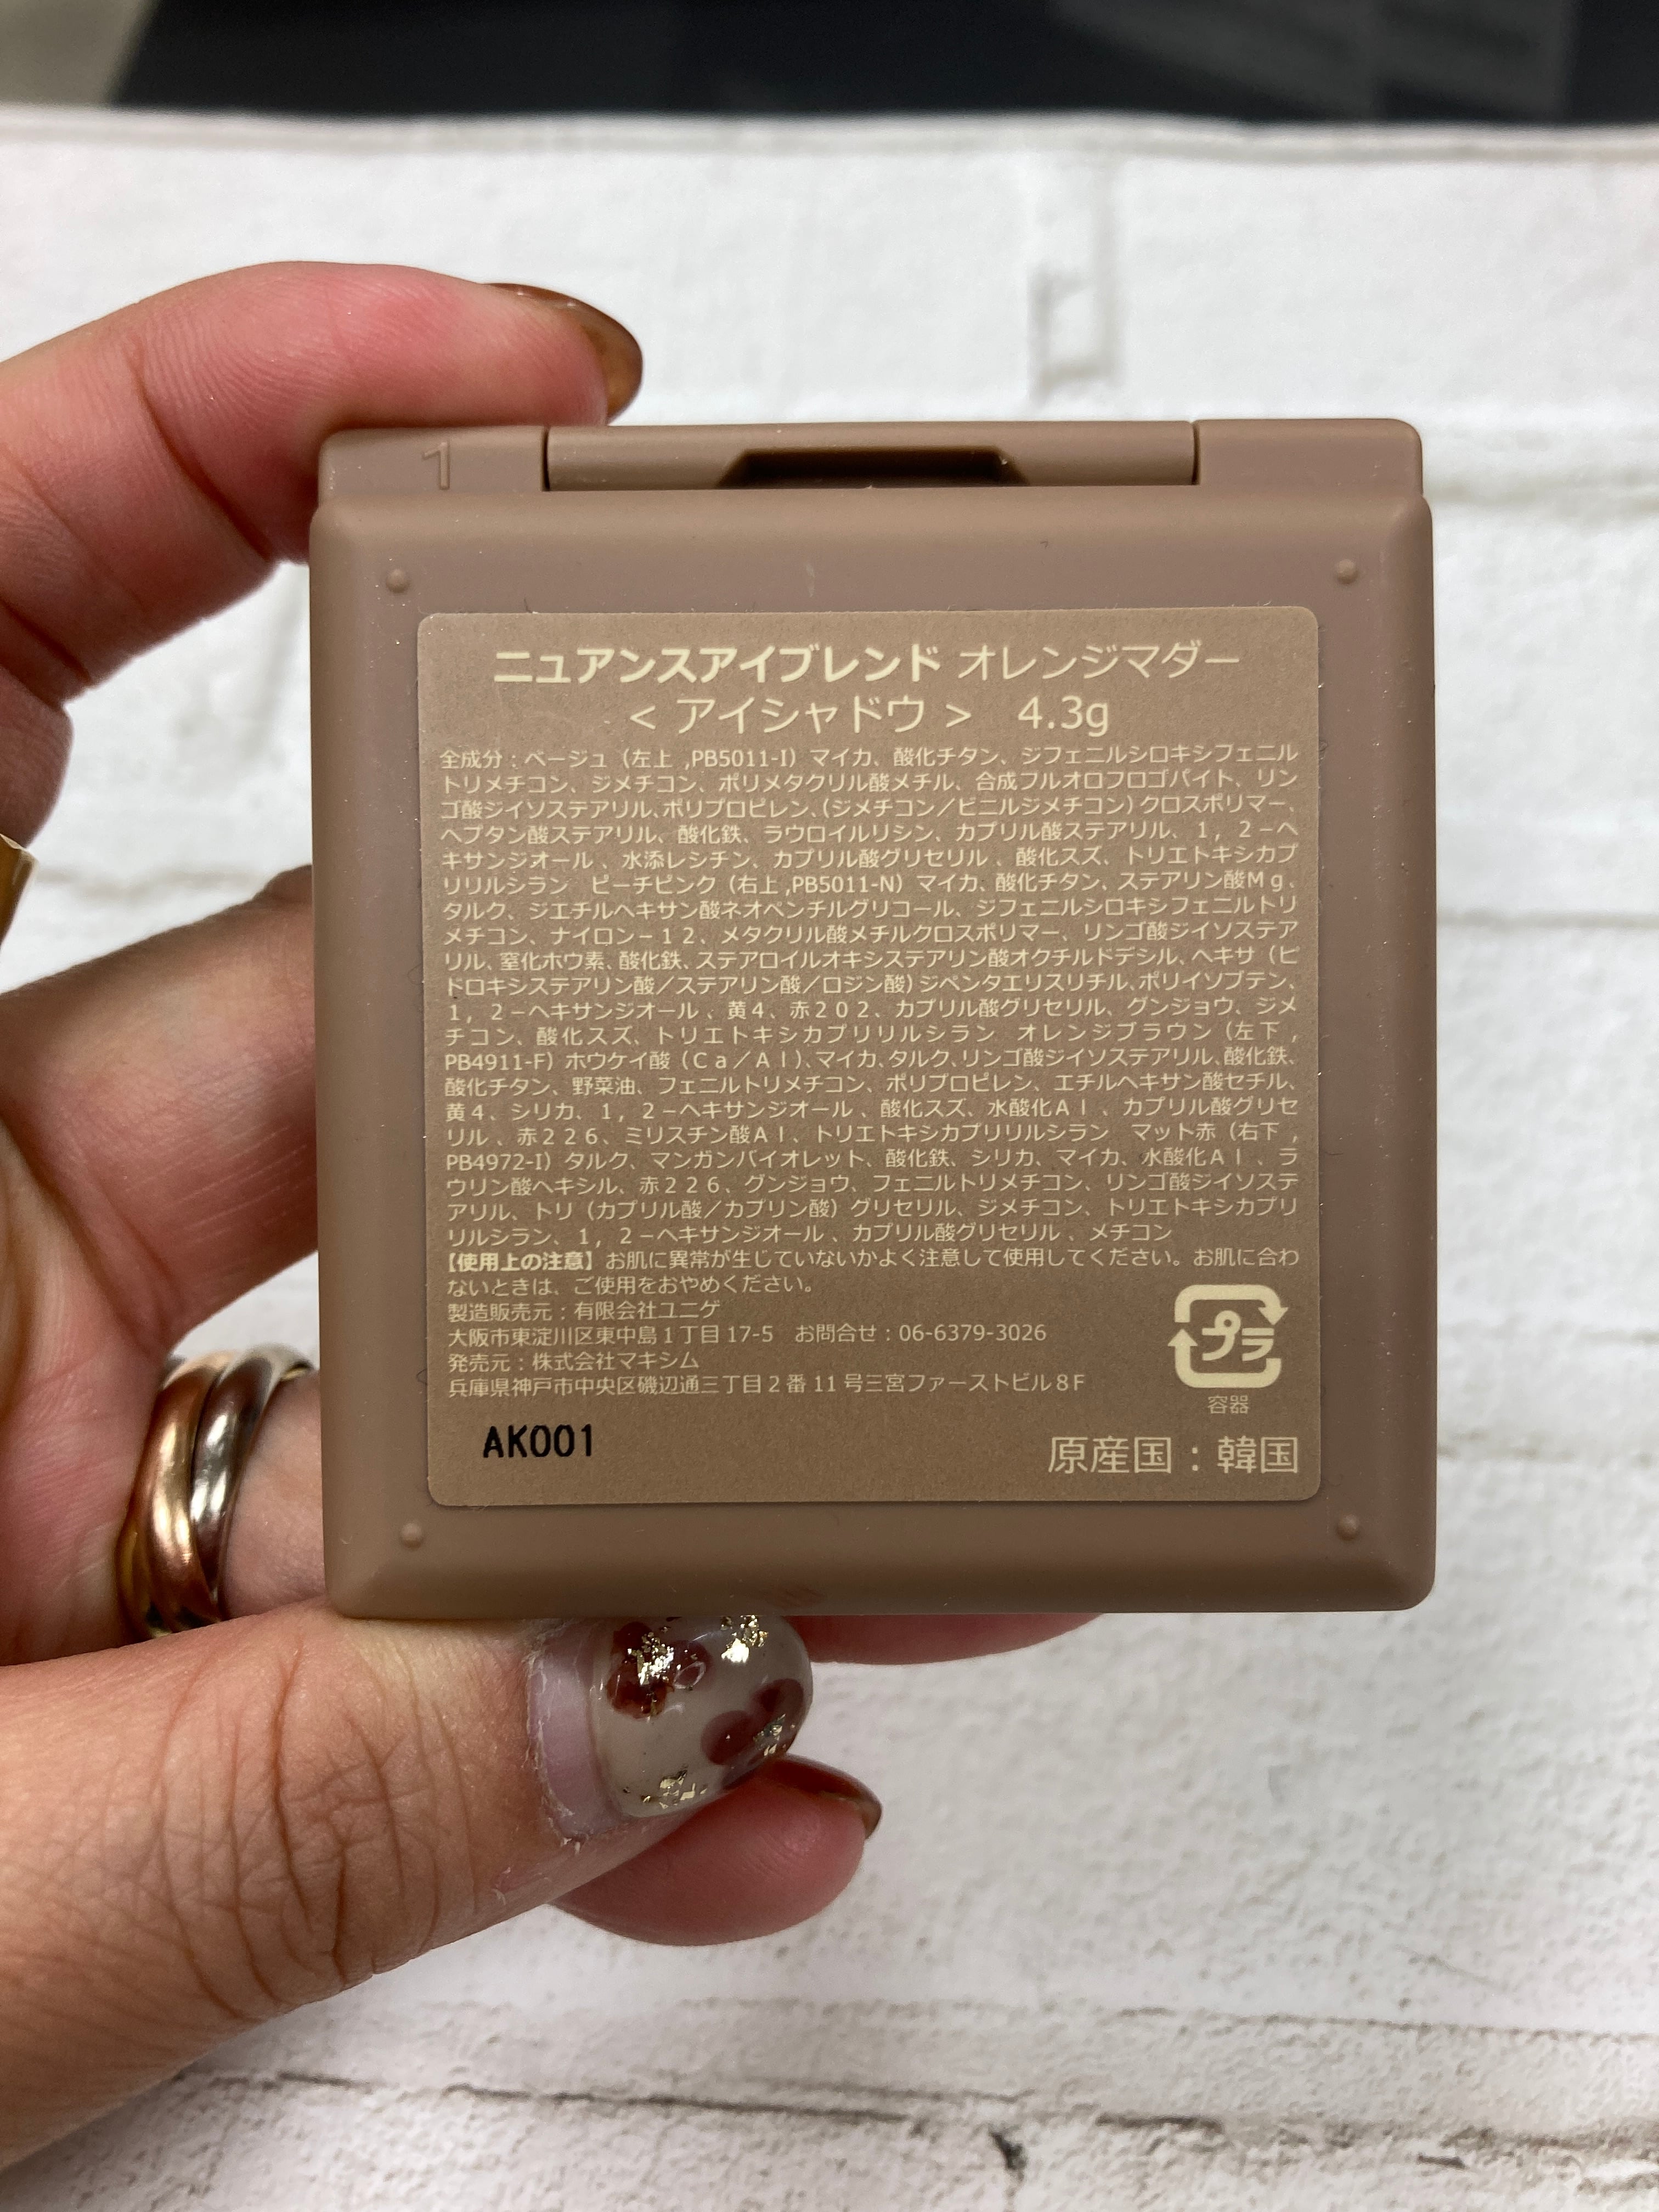 1
ニュアンスアイブレンド オレンジマダー
< アイシャドウ > 4.3g
全成分：ベージュ（左上 ,PB5011-I）マイカ、酸化チタン、ジフェニルシロキシフェニル
トリメチコン、ジメチコン、ポリメタクリル酸メチル、合成フルオロフロゴパイト、リン
ゴ酸ジイソステアリル、ポリプロピレン、（ジメチコン／ビニルジメチコン）クロスポリマー、
ヘプタン酸ステアリル、酸化鉄、ラウロイルリシン、カプリル酸ステアリル、１，２－ヘ
キサンジオール 、水添レシチン、カプリル酸グリセリル 、酸化スズ、トリエトキシカプ
リリルシラン　ピーチピンク（右上 ,PB5011-N）マイカ、酸化チタン、ステアリン酸Ｍｇ、
タルク、ジエチルヘキサン酸ネオペンチルグリコール、ジフェニルシロキシフェニルトリ
メチコン、ナイロン－１２、メタクリル酸メチルクロスポリマー、リンゴ酸ジイソステア
リル、窒化ホウ素、酸化鉄、ステアロイルオキシステアリン酸オクチルドデシル、ヘキサ（ヒ
ドロキシステアリン酸／ステアリン酸／ロジン酸）ジペンタエリスリチル、ポリイソブテン、
１，２－ヘキサンジオール 、黄４、赤２０２、カプリル酸グリセリル、グンジョウ、ジメ
チコン、酸化スズ、トリエトキシカプリリルシラン　オレンジブラウン（左下 ,
PB4911-F）ホウケイ酸（Ｃａ／Ａｌ）、マイカ、タルク、リンゴ酸ジイソステアリル、酸化鉄、
酸化チタン、野菜油、フェニルトリメチコン、ポリプロピレン、エチルヘキサン酸セチル、
黄４、シリカ、１，２－ヘキサンジオール 、酸化スズ、水酸化Ａｌ 、カプリル酸グリセ
リル 、赤２２６、ミリスチン酸Ａｌ、トリエトキシカプリリルシラン　マット赤（右下 ,
PB4972-I）タルク、マンガンバイオレット、酸化鉄、シリカ、マイカ、水酸化Ａｌ 、ラ
ウリン酸ヘキシル、赤２２６、グンジョウ、フェニルトリメチコン、リンゴ酸ジイソステ
アリル、トリ（カプリル酸／カプリン酸）グリセリル、ジメチコン、トリエトキシカプリ
リルシラン、１，２－ヘキサンジオール 、カプリル酸グリセリル 、メチコン
【使用上の注意】お肌に異常が生じていないかよく注意して使用してください。お肌に合わ
ないときは、ご使用をおやめください。
製造販売元：有限会社ユニゲ
大阪市東淀川区東中島１丁目17-5　お問合せ：06-6379-3026
発売元：株式会社マキシム
兵庫県神戸市中央区磯辺通三丁目２番11号三宮ファーストビル８F
プラ
容器
AK001
原産国：韓国